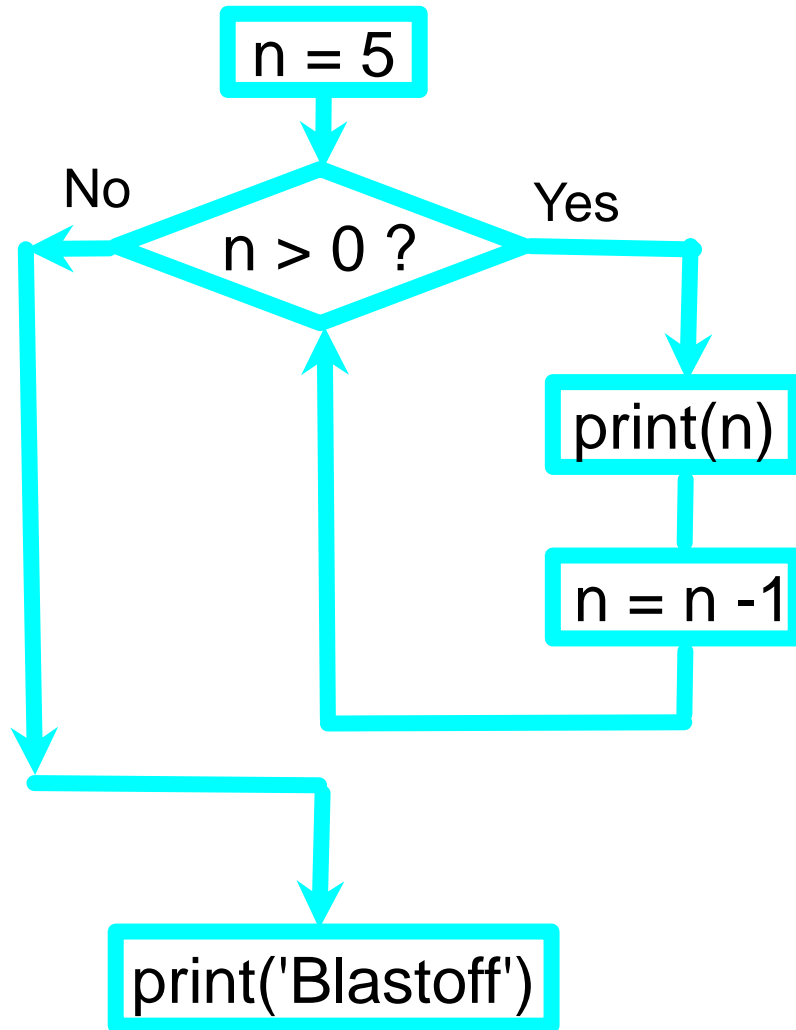 n = 5
No
Yes
n > 0 ?
print(n)
n = n -1
print('Blastoff')